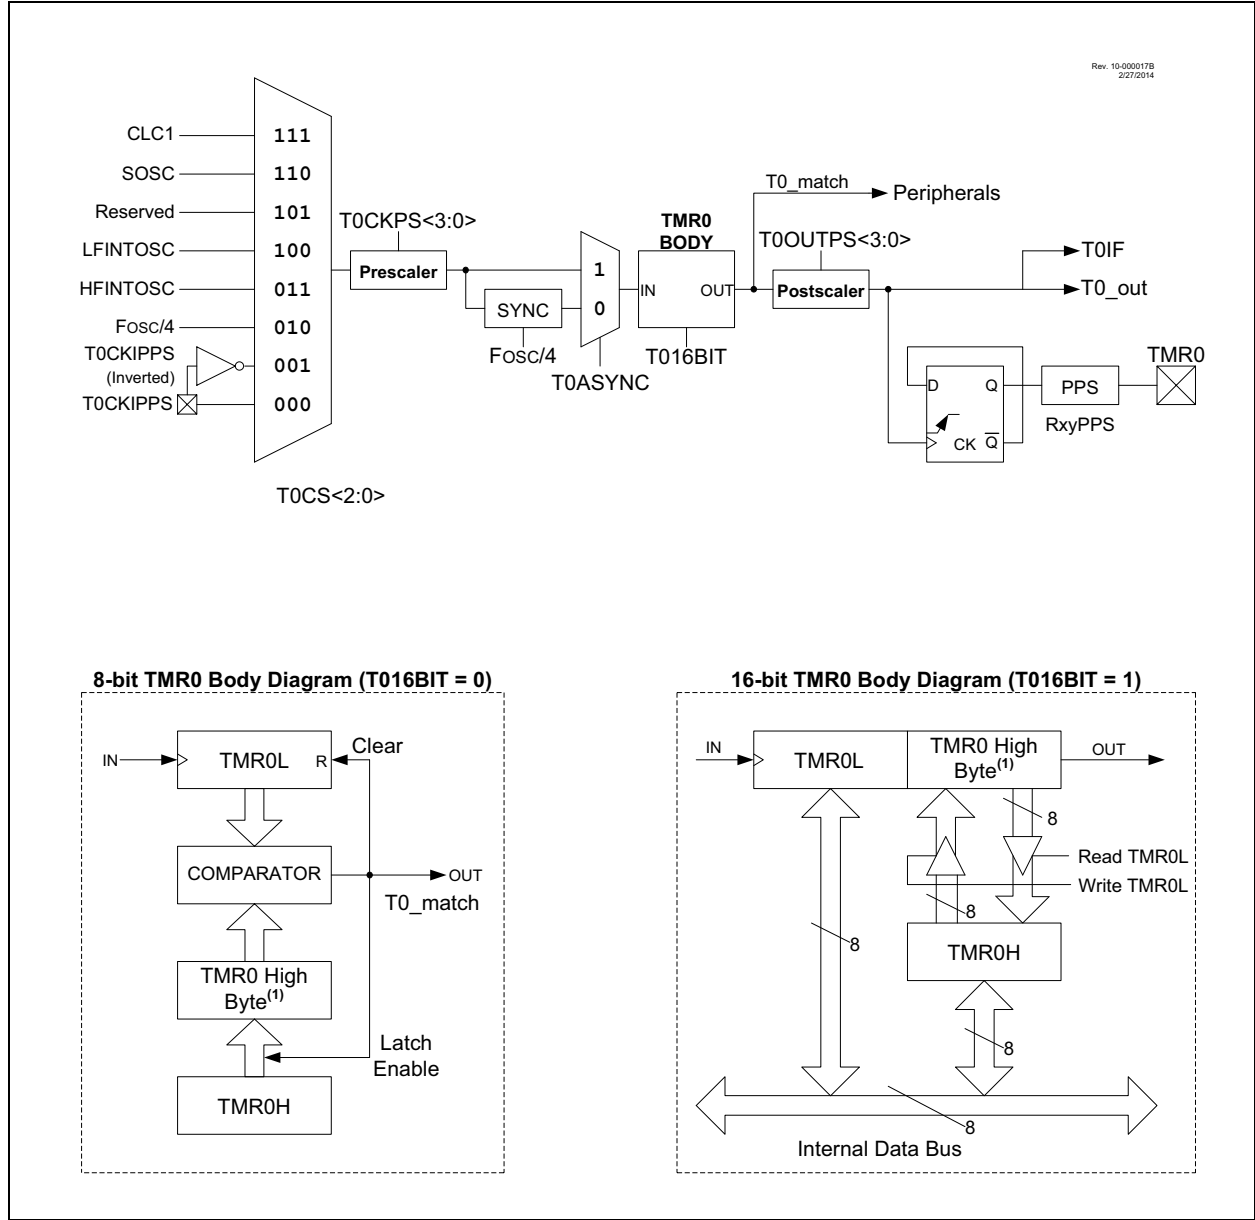 Rev. 10-000017B
2/27/2014
CLC1
111
SOSC
110
Reserved
101
LFINTOSC
100
HFINTOSC
011
FOSC/4
010
T0CKIPPS
(Inverted)
001
T0CKIPPS
000
T0CS<2:0>
T0CKPS<3:0>
Prescaler
SYNC
FOSC/4
1
0
T0ASYNC
TMR0
BODY
IN
OUT
T016BIT
T0_match
Peripherals
T0OUTPS<3:0>
Postscaler
T0IF
T0_out
D
Q
CK
Q
PPS
RxyPPS
TMR0
8-bit TMR0 Body Diagram (T016BIT = 0)
IN
TMR0L
R
Clear
COMPARATOR
OUT
T0_match
TMR0 High
Byte(1)
Latch
Enable
TMR0H
16-bit TMR0 Body Diagram (T016BIT = 1)
IN
TMR0L
TMR0 High
Byte(1)
OUT
8
Read TMR0L
Write TMR0L
8
8
TMR0H
8
8
Internal Data Bus